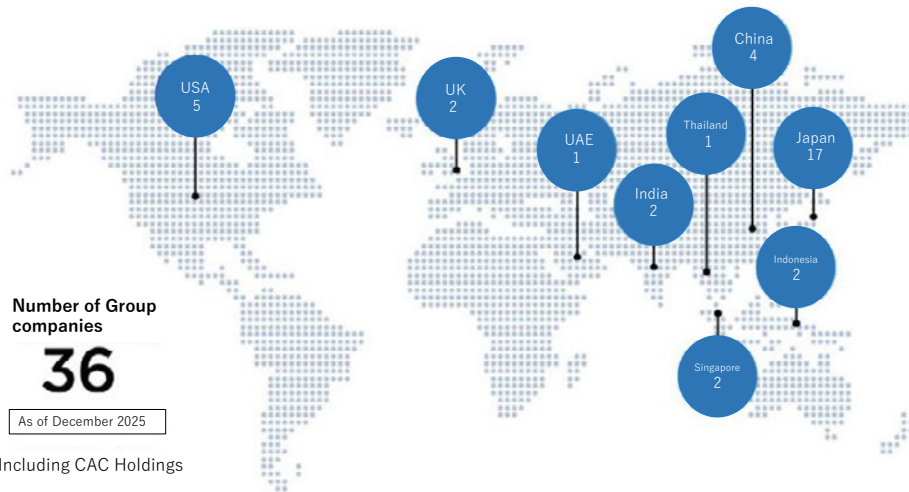 China
4
USA
5
UK
2
UAE
1
Thailand
1
Japan
17
India
2
Indonesia
2
Singapore
2
Number of Group
companies
36
As of December 2025
Including CAC Holdings